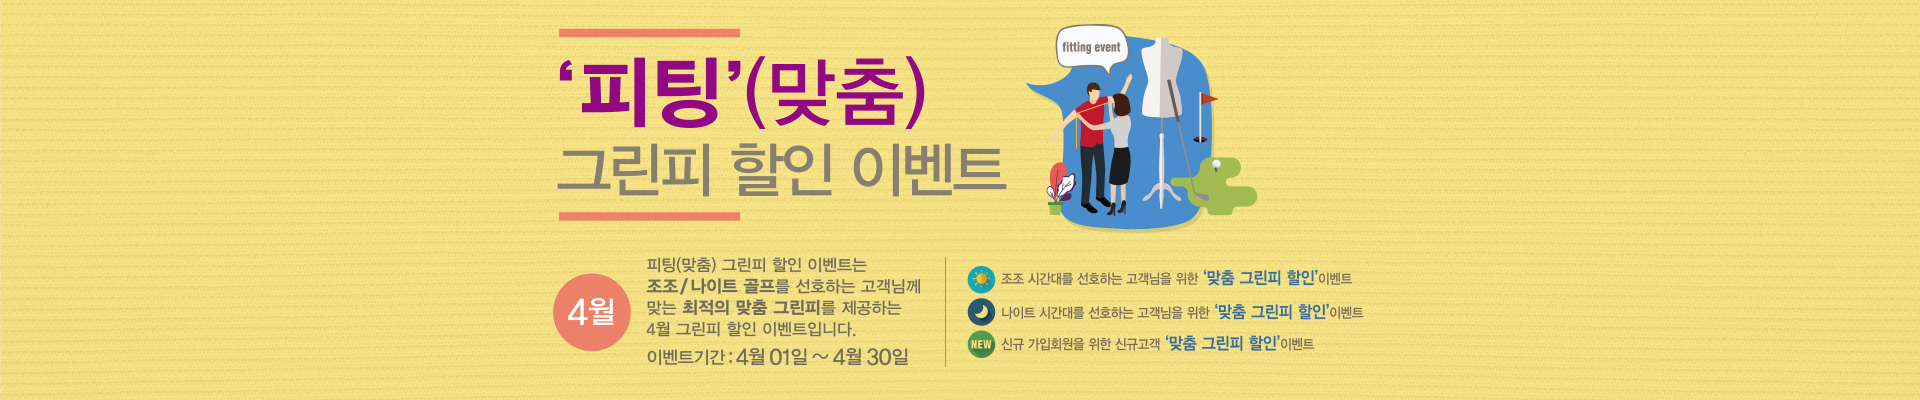 '피팅'(맞춤)
그린피 할인 이벤트
fitting event
4월
피팅(맞춤) 그린피 할인 이벤트는
조조/나이트 골프를 선호하는 고객님께
맞는 최적의 맞춤 그린피를 제공하는
4월 그린피 할인 이벤트입니다.
이벤트기간 : 4월 01일 ~ 4월 30일
조조 시간대를 선호하는 고객님을 위한 '맞춤 그린피 할인'이벤트
나이트 시간대를 선호하는 고객님을 위한 '맞춤 그린피 할인'이벤트
NEW 신규 가입회원을 위한 신규고객 '맞춤 그린피 할인'이벤트